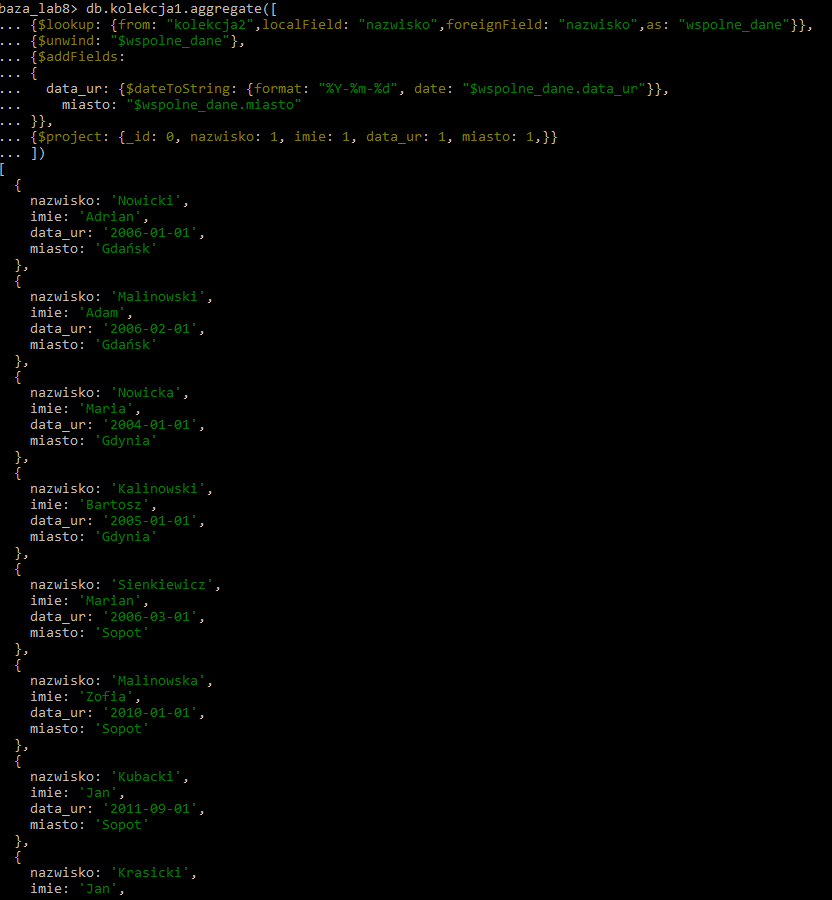 baza_lab8> db.kolekcja1.aggregate([
... {$lookup: {from: "kolekcja2",localField: "nazwisko",foreignField: "nazwisko",as: "wspolne_dane"}},
... {$unwind: "$wspolne_dane"},
... {$addFields:
... {
...   data_ur: {$dateToString: {format: "%Y-%m-%d", date: "$wspolne_dane.data_ur"}},
...     miasto: "$wspolne_dane.miasto"
... }},
... {$project: {_id: 0, nazwisko: 1, imie: 1, data_ur: 1, miasto: 1,}}
... ])
[
  {
    nazwisko: 'Nowicki',
    imie: 'Adrian',
    data_ur: '2006-01-01',
    miasto: 'Gdańsk'
  },
  {
    nazwisko: 'Malinowski',
    imie: 'Adam',
    data_ur: '2006-02-01',
    miasto: 'Gdańsk'
  },
  {
    nazwisko: 'Nowicka',
    imie: 'Maria',
    data_ur: '2004-01-01',
    miasto: 'Gdynia'
  },
  {
    nazwisko: 'Kalinowski',
    imie: 'Bartosz',
    data_ur: '2005-01-01',
    miasto: 'Gdynia'
  },
  {
    nazwisko: 'Sienkiewicz',
    imie: 'Marian',
    data_ur: '2006-03-01',
    miasto: 'Sopot'
  },
  {
    nazwisko: 'Malinowska',
    imie: 'Zofia',
    data_ur: '2010-01-01',
    miasto: 'Sopot'
  },
  {
    nazwisko: 'Kubacki',
    imie: 'Jan',
    data_ur: '2011-09-01',
    miasto: 'Sopot'
  },
  {
    nazwisko: 'Krasicki',
    imie: 'Jan',